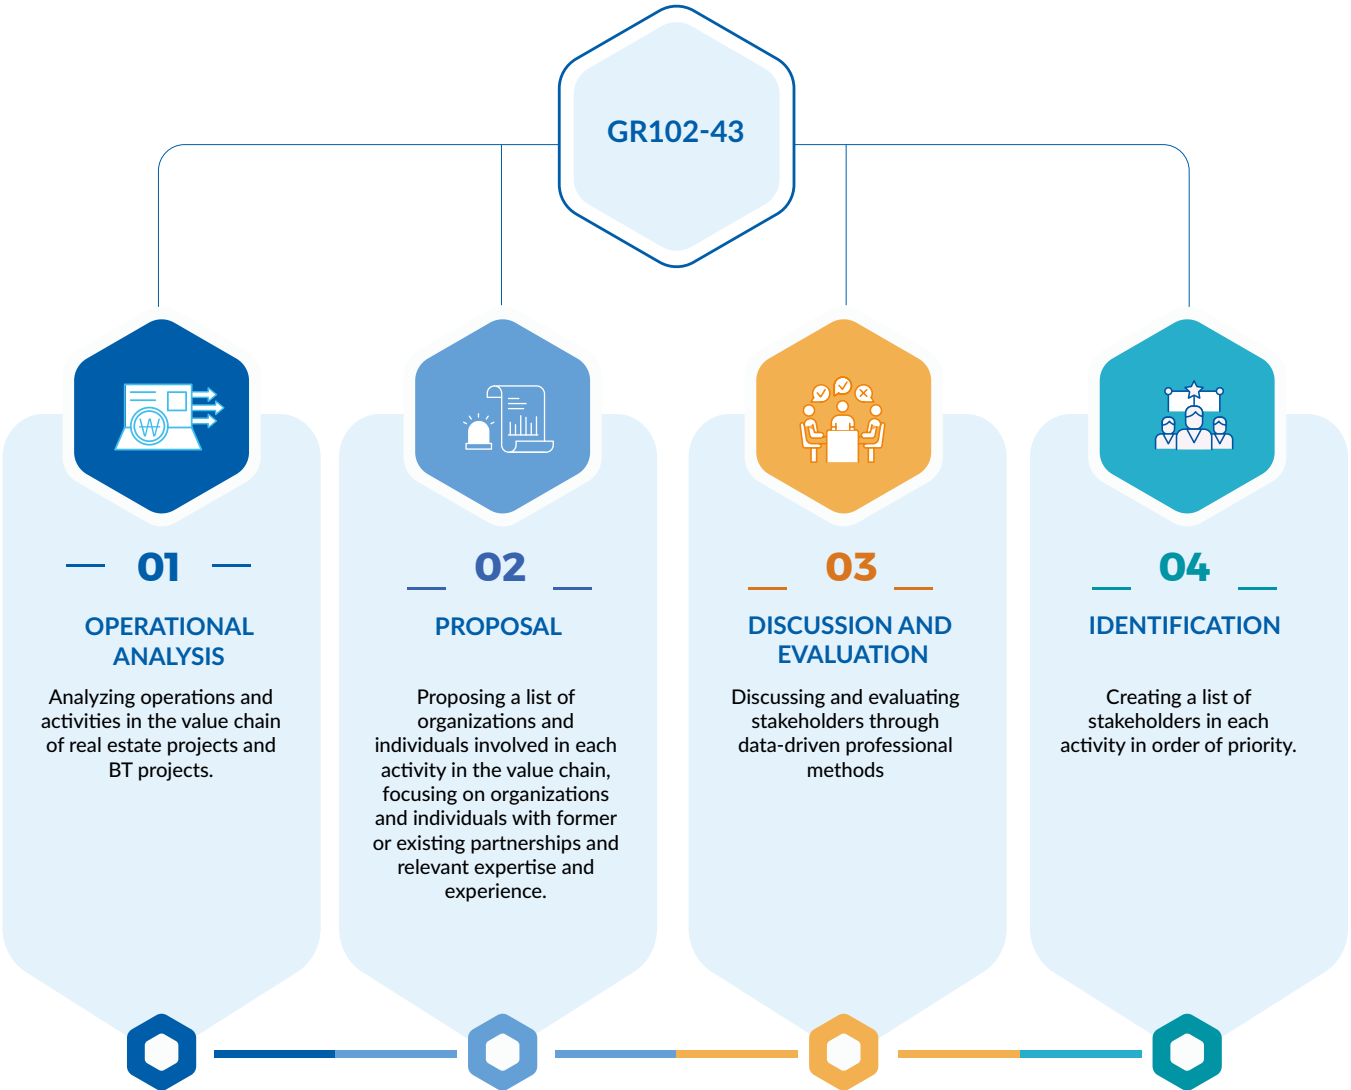 GR102-43
01
OPERATIONAL
ANALYSIS
Analyzing operations and
activities in the value chain
of real estate projects and
BT projects.
02
PROPOSAL
Proposing a list of
organizations and
individuals involved in each
activity in the value chain,
focusing on organizations
and individuals with former
or existing partnerships and
relevant expertise and
experience.
03
DISCUSSION AND
EVALUATION
Discussing and evaluating
stakeholders through
data-driven professional
methods
04
IDENTIFICATION
Creating a list of
stakeholders in each
activity in order of priority.